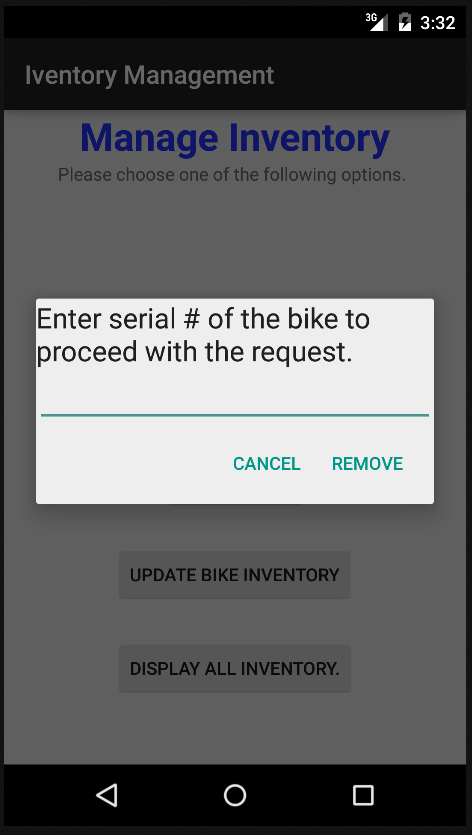 3G 3:32
Iventory Management
Manage Inventory
Please choose one of the following options.
Enter serial # of the bike to
proceed with the request.
CANCEL REMOVE
UPDATE BIKE INVENTORY
DISPLAY ALL INVENTORY.